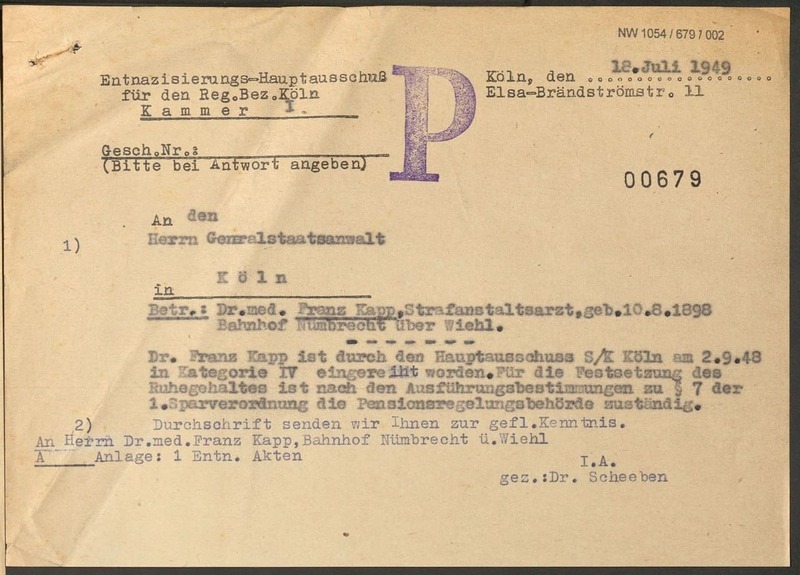 NW 1054 / 679 / 002
Entnazisierungs-Hauptausschuß
für den Reg.Bez.Köln
Kammer I.
Köln, den 18.Juli 1949
Elsa-Brändströmstr. 11
P
Gesch.Nr.:
(Bitte bei Antwort angeben)
00679
An den
1) Herrn Generalstaatsanwalt
Köln
in
Betr.: Dr.med. Franz Kapp,Strafanstaltsarzt,geb.10.8.1898
Bahnhof Nümbrecht über Wiehl.
Dr. Franz Kapp ist durch den Hauptausschuss S/K Köln am 2.9.48
in Kategorie IV eingereiht worden.Für die Festsetzung des
Ruhegehaltes ist nach den Ausführungsbestimmungen zu § 7 der
1.Sparverordnung die Pensionsregelungsbehörde zuständig.
2) Durchschrift senden wir Ihnen zur gefl.Kenntnis.
An Herrn Dr.med.Franz Kapp,Bahnhof Nümbrecht ü.Wiehl
A Anlage: 1 Entn. Akten
I.A.
gez.:Dr. Scheeben